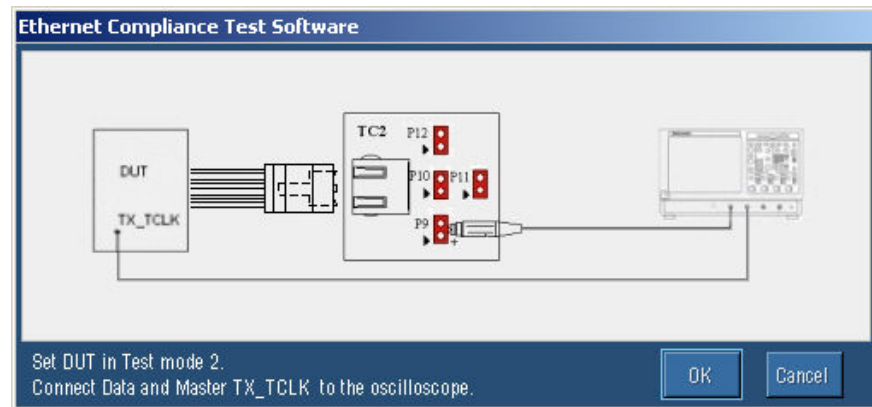 Ethernet Compliance Test Software
TC2
P12
DUT
P10
P11
TX_TCLK
P9
+
Set DUT in Test mode 2.
Connect Data and Master TX_TCLK to the oscilloscope.
OK
Cancel